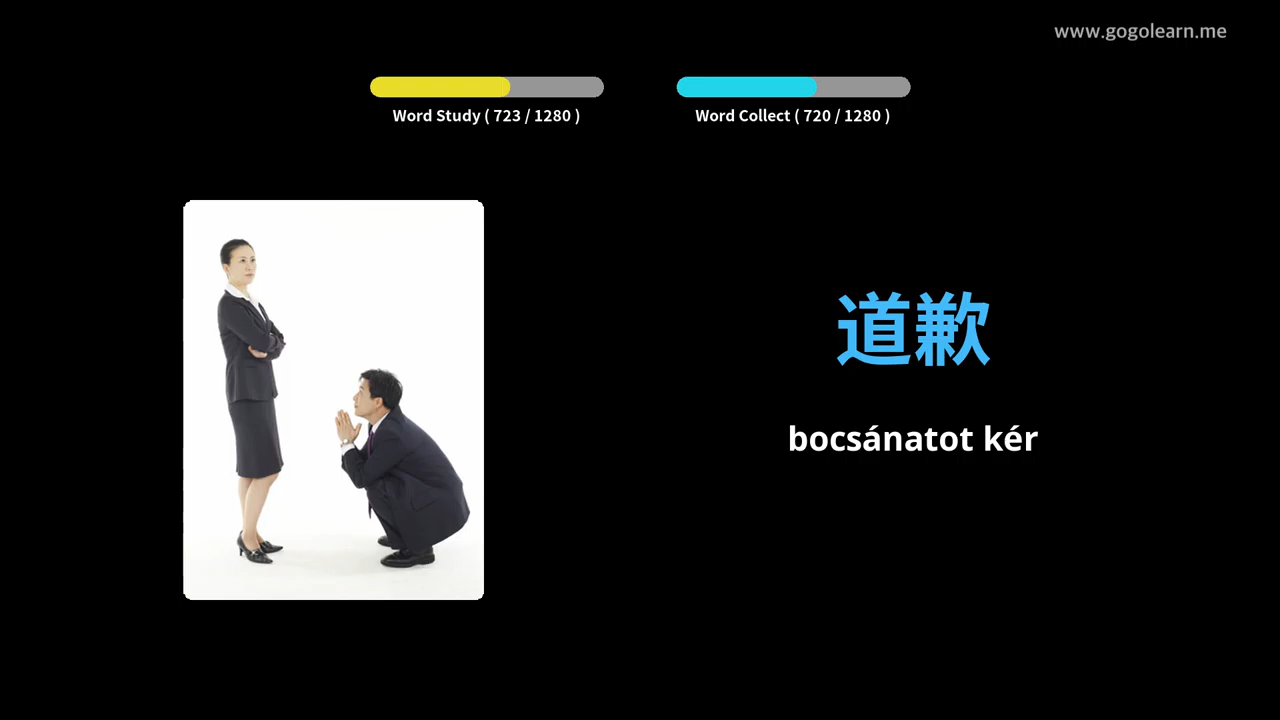 www.gogolearn.me
Word Study ( 723 / 1280 )
Word Collect ( 720 / 1280 )
道歉
bocsánatot kér